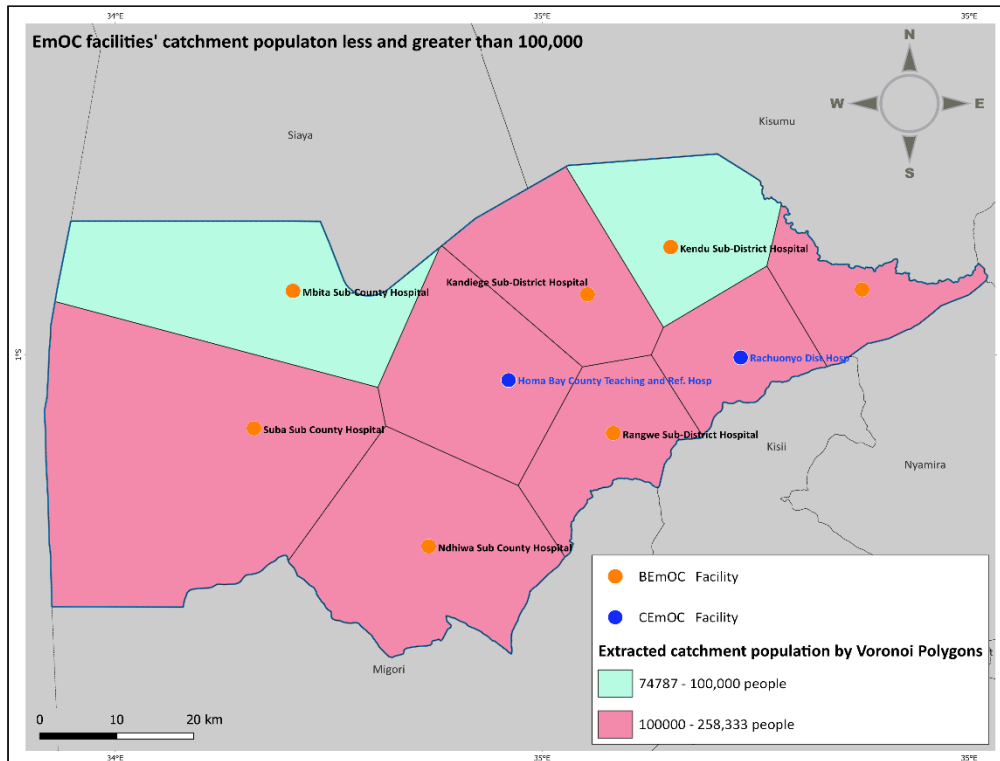 34°E
35°E
35°E
EmOC facilities' catchment populaton less and greater than 100,000
N
W
E
S
Siaya
Kisumu
Kendu Sub-District Hospital
Kandiege Sub-District Hospital
Mbita Sub-County Hospital
1°S
1°S
Rachuonyo Dist Hosp
Homa Bay County Teaching and Ref. Hosp
Suba Sub County Hospital
Rangwe Sub-District Hospital
Kisii
Nyamira
Ndhiwa Sub County Hospital
BEmOC Facility
CEmOC Facility
Extracted catchment population by Voronoi Polygons
74787 - 100,000 people
100000 - 258,333 people
Migori
0 10 20 km
34°E
35°E
35°E